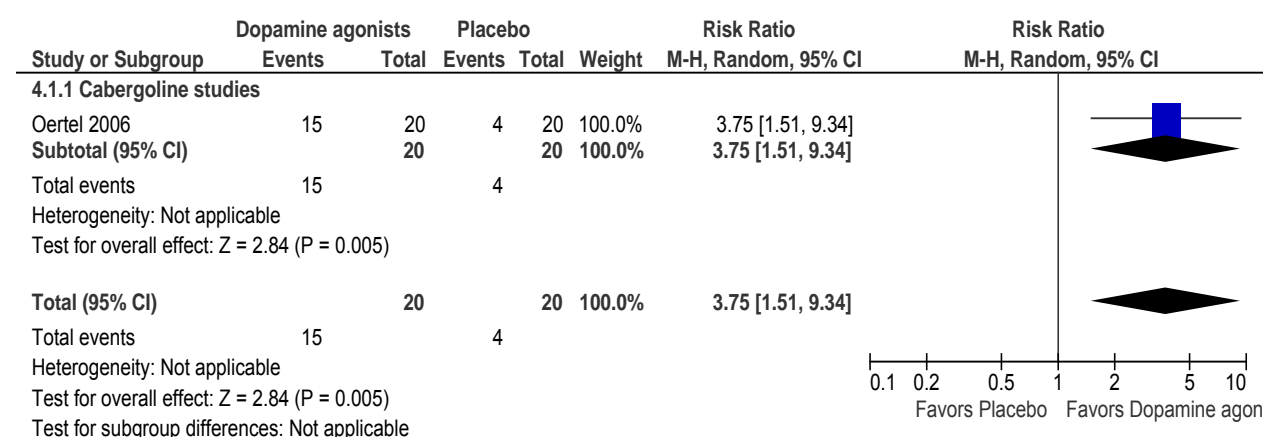 Dopamine agonists Placebo Risk Ratio Risk Ratio
Study or Subgroup Events Total Events Total Weight M-H, Random, 95% CI M-H, Random, 95% CI
4.1.1 Cabergoline studies
Oertel 2006 15 20 4 20 100.0% 3.75 [1.51, 9.34]
Subtotal (95% CI) 20 20 100.0% 3.75 [1.51, 9.34]
Total events 15 4
Heterogeneity: Not applicable
Test for overall effect: Z = 2.84 (P = 0.005)
Total (95% CI) 20 20 100.0% 3.75 [1.51, 9.34]
Total events 15 4
Heterogeneity: Not applicable
Test for overall effect: Z = 2.84 (P = 0.005)
Test for subgroup differences: Not applicable
0.1 0.2 0.5 1 2 5 10
Favors Placebo Favors Dopamine agon